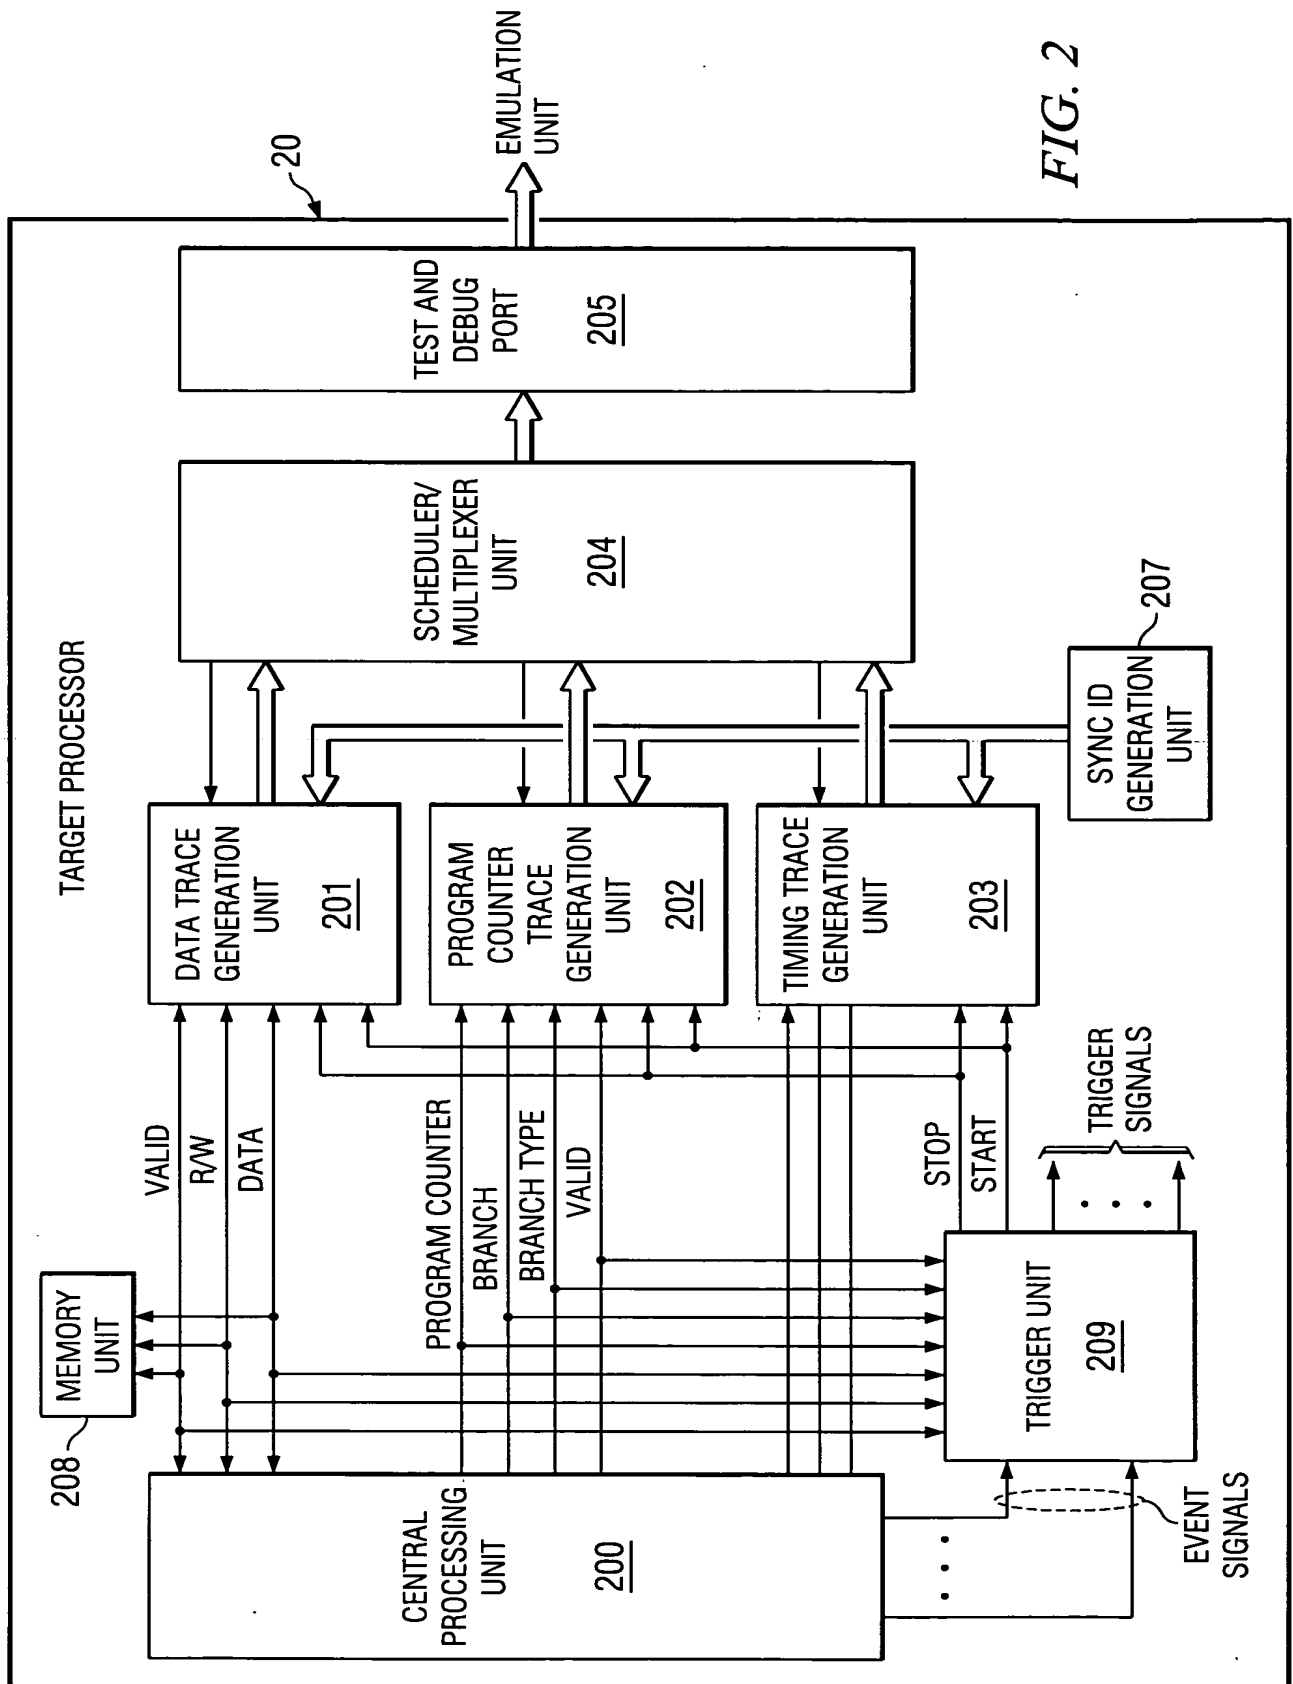 TARGET PROCESSOR
20
208
MEMORY
UNIT
VALID
R/W
DATA
DATA TRACE
GENERATION
UNIT
201
CENTRAL
PROCESSING
UNIT
200
PROGRAM COUNTER
BRANCH
BRANCH TYPE
VALID
PROGRAM
COUNTER
TRACE
GENERATION
UNIT
202
SCHEDULER/
MULTIPLEXER
UNIT
204
TEST AND
DEBUG
PORT
205
EMULATION
UNIT
TIMING TRACE
GENERATION
UNIT
203
STOP
START
TRIGGER UNIT
209
TRIGGER
SIGNALS
EVENT
SIGNALS
SYNC ID
GENERATION
UNIT
207
FIG. 2